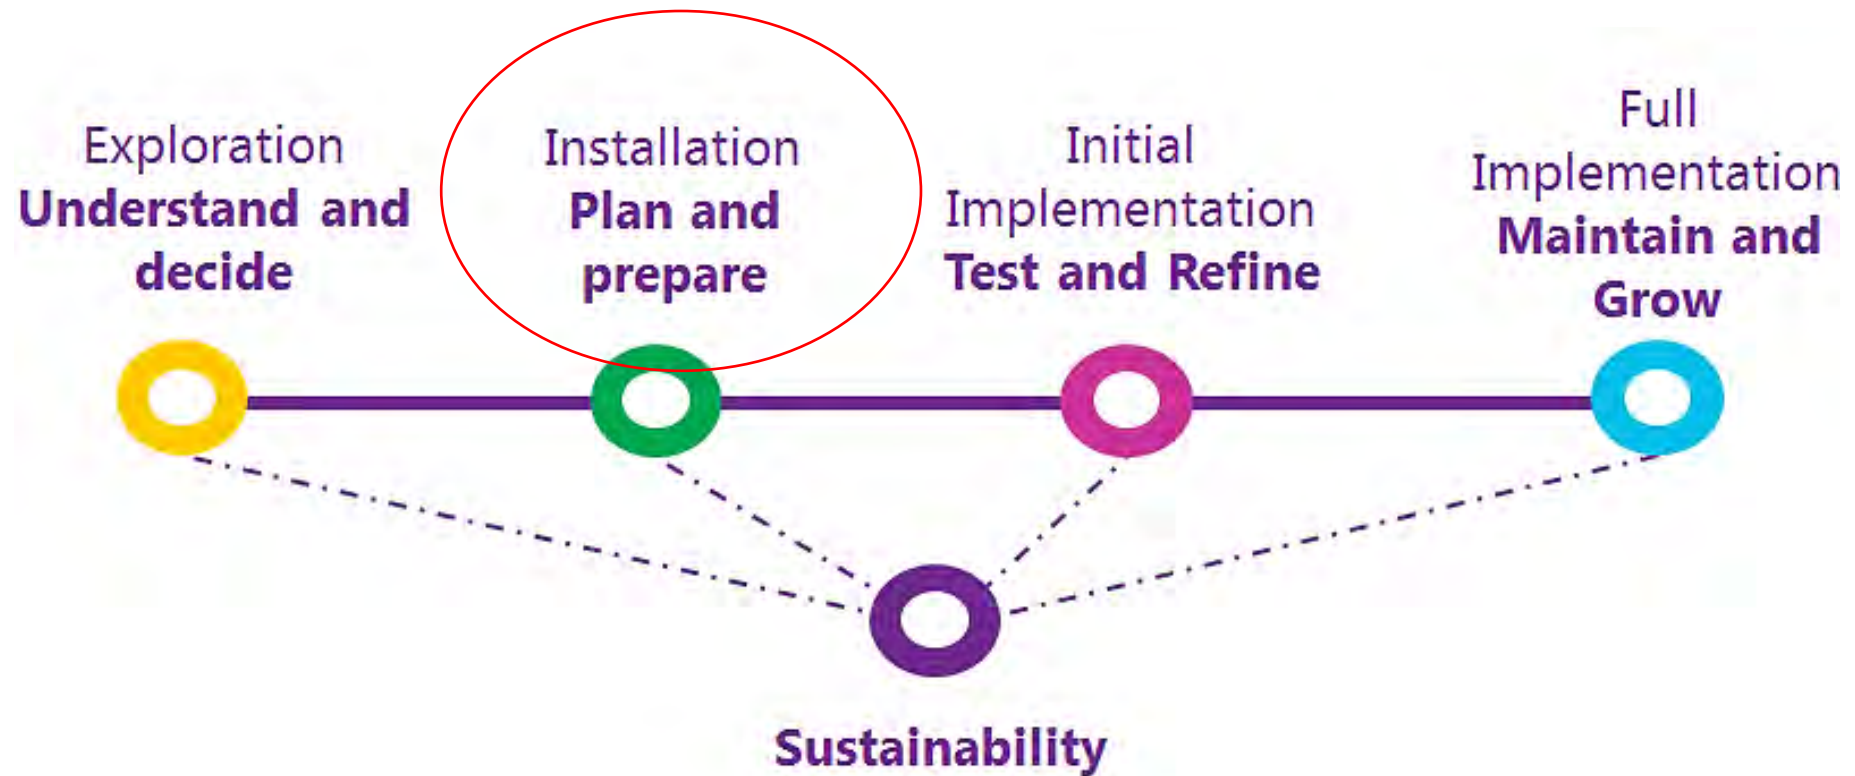 Exploration
Understand and
decide
Installation
Plan and
prepare
Initial
Implementation
Test and Refine
Full
Implementation
Maintain and
Grow
Sustainability